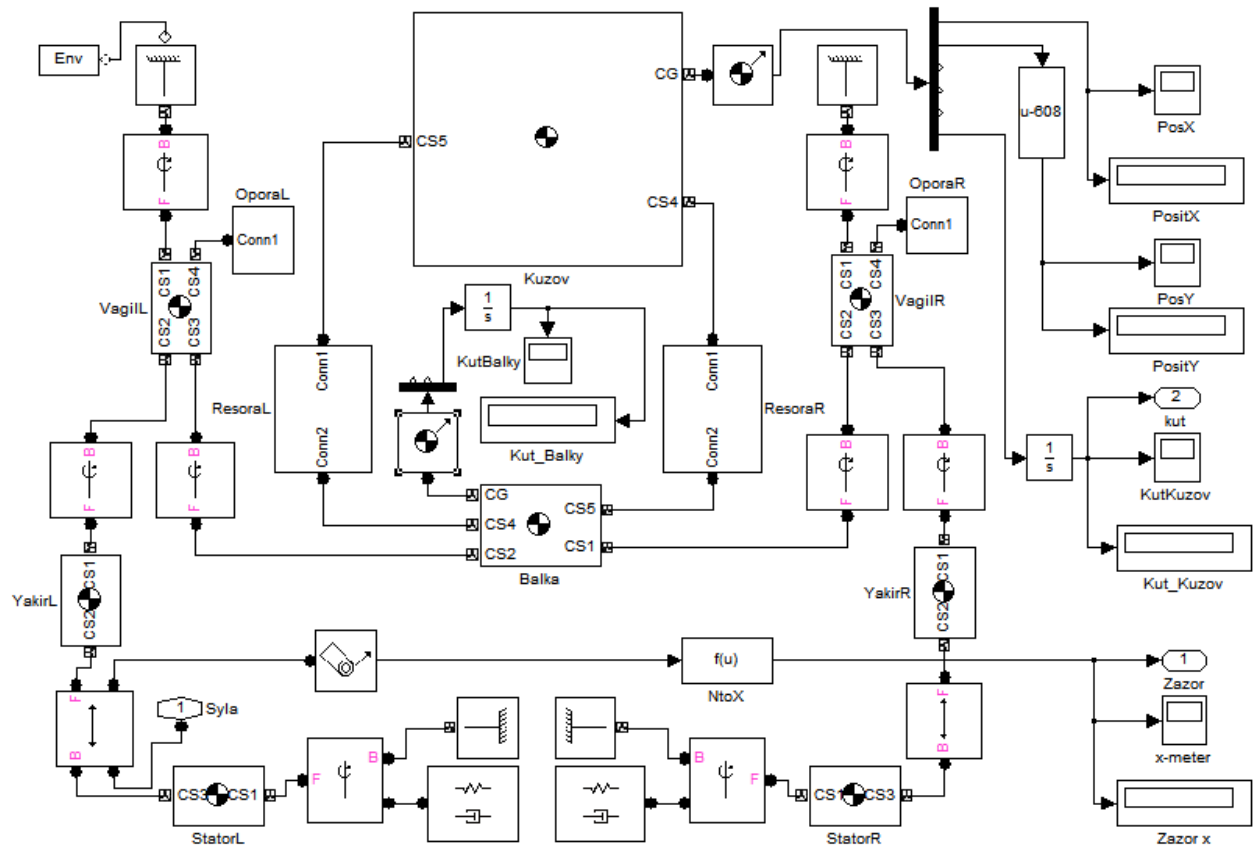 Env
B
F
OporaL
Conn1
CS1
CS4
CS2
CS3
VagilL
CS5
CG
CS4
Kuzov
1
s
KutBalky
Kut_Balky
Conn1
Conn2
ResoraL
Conn1
Conn2
ResoraR
B
F
OporaR
Conn1
CS1
CS4
CS2
CS3
VagilR
u-608
PosX
PositX
PosY
PositY
2
kut
1
s
KutKuzov
Kut_Kuzov
B
F
B
F
CG
CS4
CS2
CS5
CS1
Balka
B
F
B
F
YakirL
CS1
CS2
YakirR
CS1
CS2
F
B
1
Syla
f(u)
NtoX
1
Zazor
x-meter
Zazor x
CS3
CS1
StatorL
F
B
B
F
CS1
CS3
StatorR
F
B